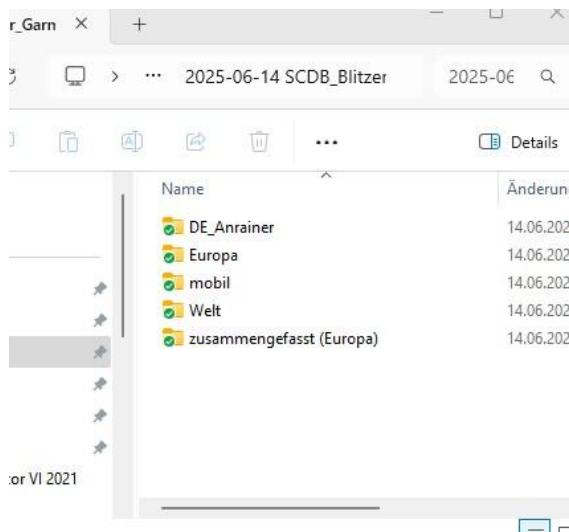 r_Garn
2025-06-14 SCDB_Blitzer 2025-06
Details
Name Änderun
DE_Anrainer 14.06.202
Europa 14.06.202
mobil 14.06.202
Welt 14.06.202
zusammengefasst (Europa) 14.06.202
tor VI 2021